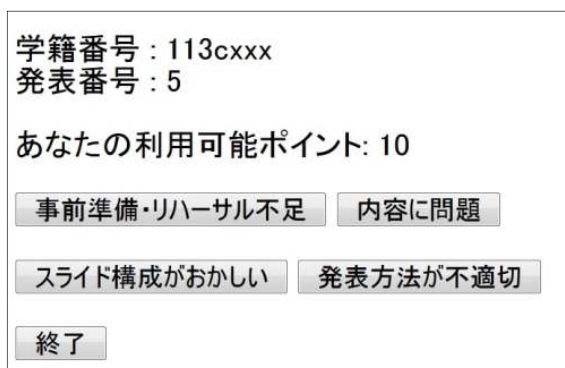 学籍番号 : 113cxxx
発表番号 : 5
あなたの利用可能ポイント: 10
事前準備・リハーサル不足 内容に問題
スライド構成がおかしい 発表方法が不適切
終了